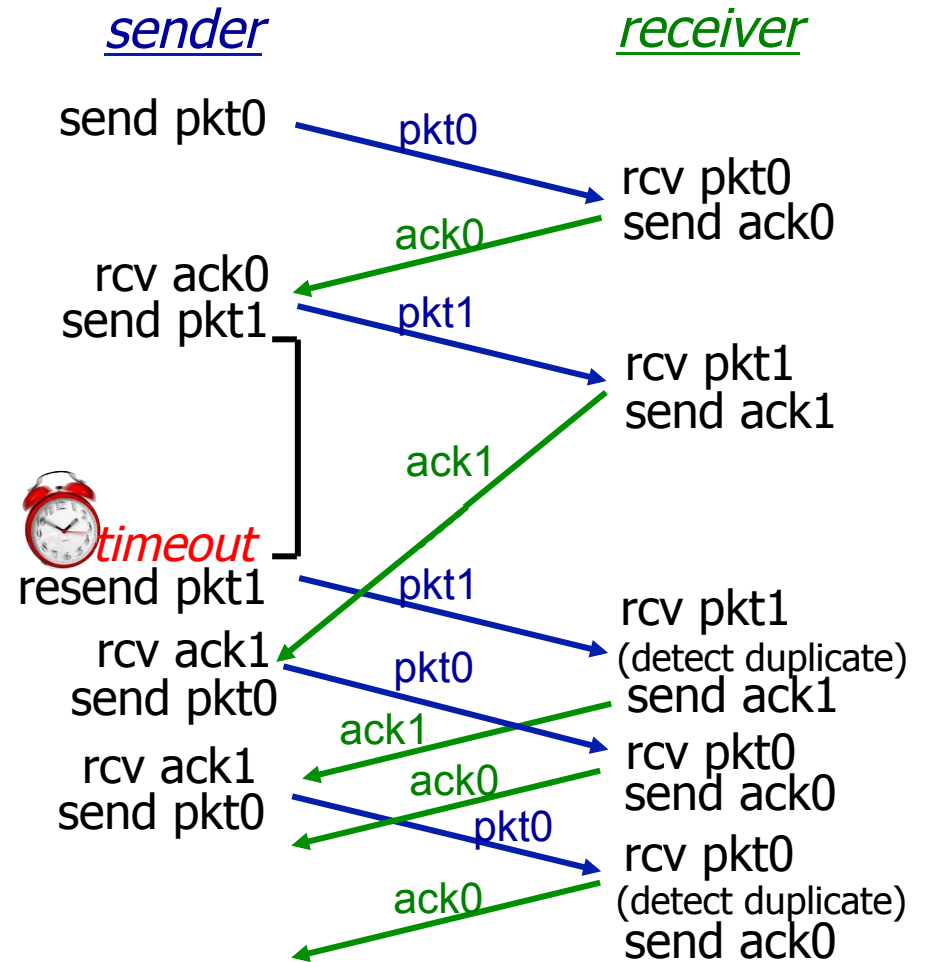 sender
receiver
send pkt0
pkt0
rcv pkt0
send ack0
ack0
rcv ack0
send pkt1
pkt1
rcv pkt1
send ack1
ack1
timeout
resend pkt1
pkt1
rcv pkt1
(detect duplicate)
send ack1
rcv ack1
send pkt0
pkt0
ack1
rcv pkt0
send ack0
rcv ack1
send pkt0
ack0
pkt0
rcv pkt0
(detect duplicate)
send ack0
ack0